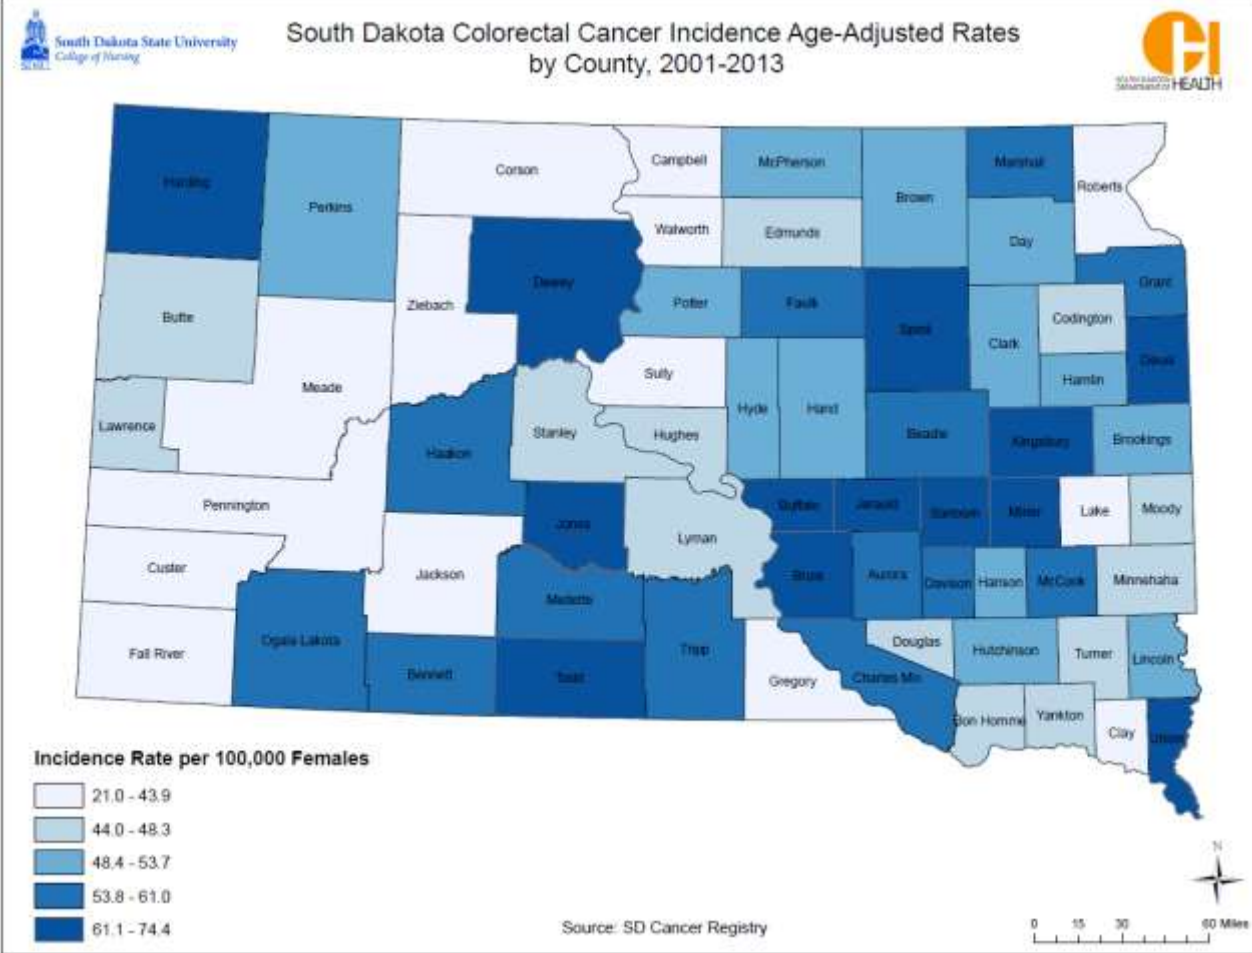 South Dakota State University
College of Nursing
South Dakota Colorectal Cancer Incidence Age-Adjusted Rates
by County, 2001-2013
SOUTH DAKOTA
DEPARTMENT OF HEALTH
Harding
Perkins
Corson
Campbell
McPherson
Brown
Marshall
Roberts
Walworth
Edmunds
Day
Butte
Ziebach
Dewey
Potter
Faulk
Spink
Clark
Codington
Grant
Deuel
Hamlin
Meade
Sully
Hyde
Hand
Lawrence
Haakon
Stanley
Hughes
Beadle
Kingsbury
Brookings
Pennington
Jones
Lyman
Buffalo
Jerauld
Sanborn
Miner
Lake
Moody
Custer
Jackson
Brule
Aurora
Davison
Hanson
McCook
Minnehaha
Fall River
Ogala Lakota
Bennett
Mellette
Todd
Tripp
Gregory
Charles Mix
Douglas
Hutchinson
Turner
Lincoln
Bon Homme
Yankton
Clay
Union
Incidence Rate per 100,000 Females
21.0 - 43.9
44.0 - 48.3
48.4 - 53.7
53.8 - 61.0
61.1 - 74.4
Source: SD Cancer Registry
N
0 15 30 60 Miles